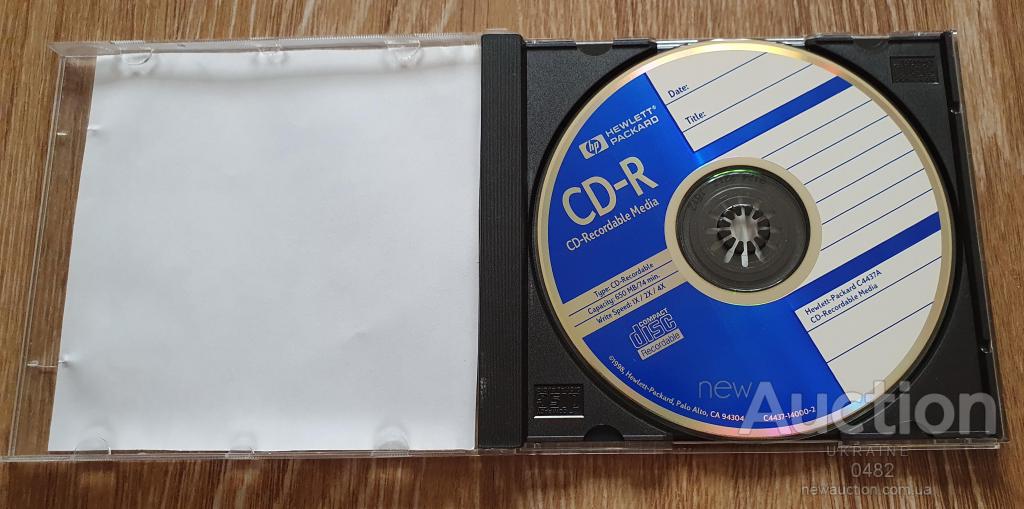 Date:
Title:
hp HEWLETT®
PACKARD
CD-R
CD-Recordable Media
Type: CD-Recordable
Capacity: 650 MB/74 min.
Write Speed: 1X / 2X / 4X
COMPACT
disc
Recordable
Hewlett-Packard C4437A
CD-Recordable Media
©1998, Hewlett-Packard, Palo Alto, CA 94304
C4437-14000-2
newAuction
UKRAINE
0482
newauction.com.ua